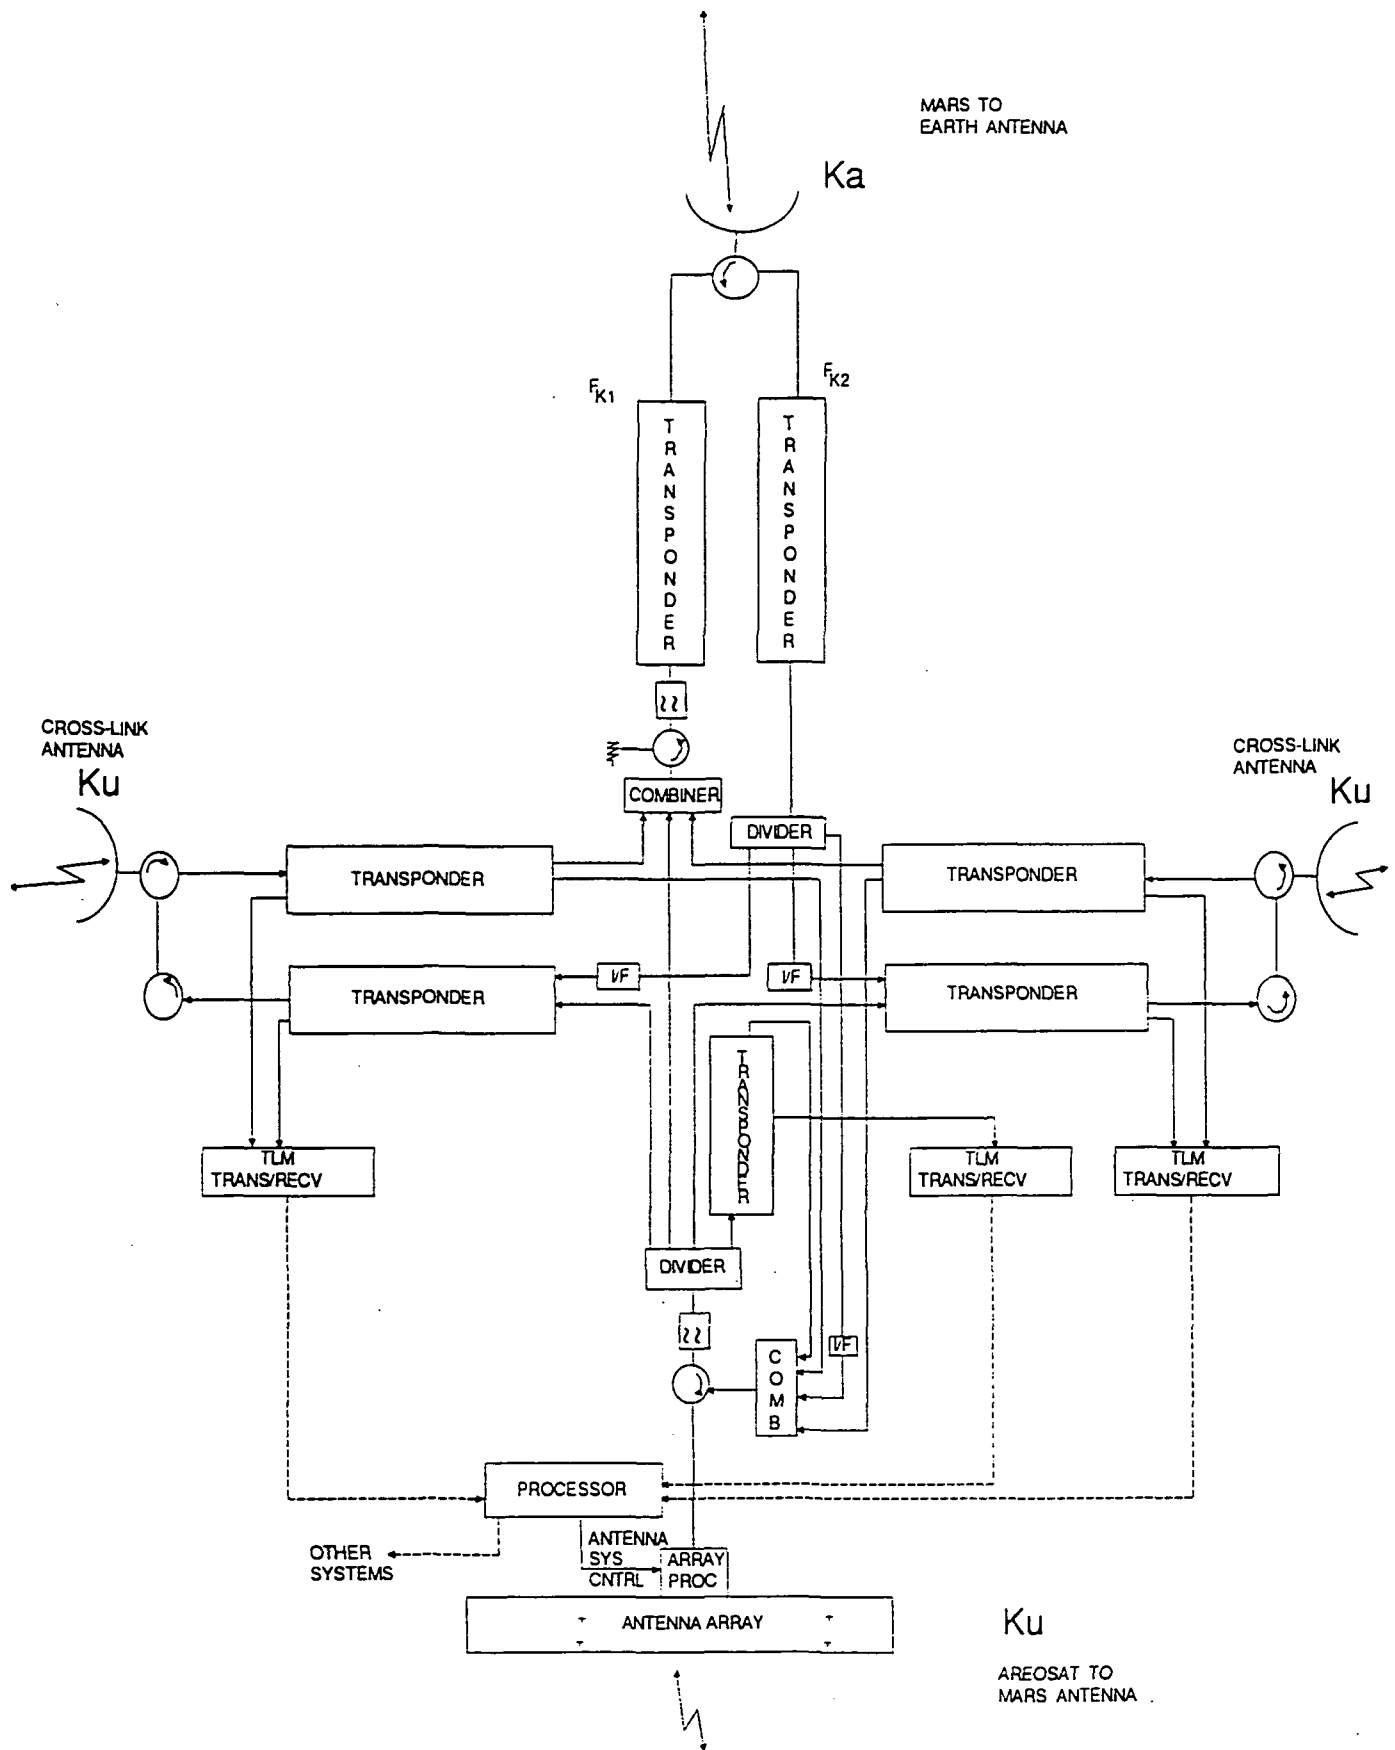 MARS TO
EARTH ANTENNA
Ka
FK1
FK2
TRANSPONDER
TRANSPONDER
CROSS-LINK
ANTENNA
Ku
CROSS-LINK
ANTENNA
Ku
COMBINER
DIVIDER
TRANSPONDER
TRANSPONDER
TRANSPONDER
I/F
I/F
TRANSPONDER
TRANSPONDER
TLM
TRANS/RECV
TLM
TRANS/RECV
TLM
TRANS/RECV
DIVIDER
I/F
COMB
PROCESSOR
OTHER
SYSTEMS
ANTENNA
SYS
CNTRL
ARRAY
PROC
ANTENNA ARRAY
Ku
AREOSAT TO
MARS ANTENNA